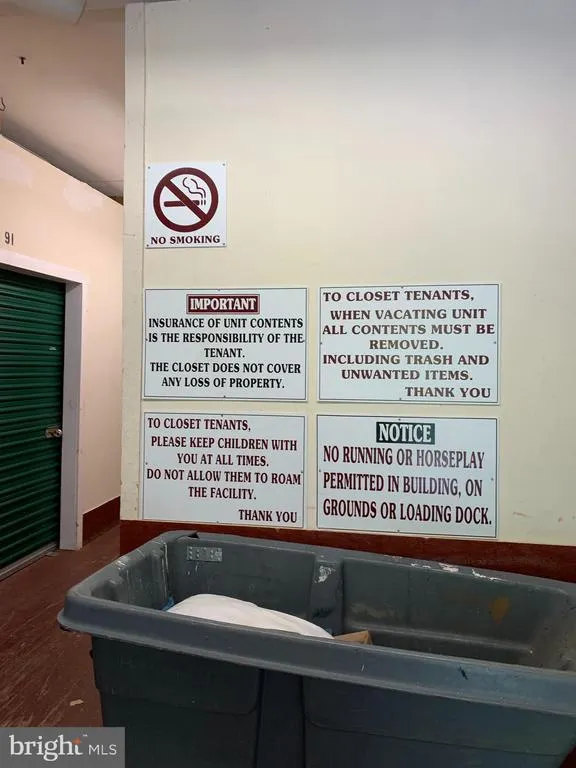 91
NO SMOKING
IMPORTANT
INSURANCE OF UNIT CONTENTS
IS THE RESPONSIBILITY OF THE
TENANT.
THE CLOSET DOES NOT COVER
ANY LOSS OF PROPERTY.
TO CLOSET TENANTS,
WHEN VACATING UNIT
ALL CONTENTS MUST BE
REMOVED.
INCLUDING TRASH AND
UNWANTED ITEMS.
THANK YOU
TO CLOSET TENANTS,
PLEASE KEEP CHILDREN WITH
YOU AT ALL TIMES.
DO NOT ALLOW THEM TO ROAM
THE FACILITY.
THANK YOU
NOTICE
NO RUNNING OR HORSEPLAY
PERMITTED IN BUILDING, ON
GROUNDS OR LOADING DOCK.
bright™ MLS